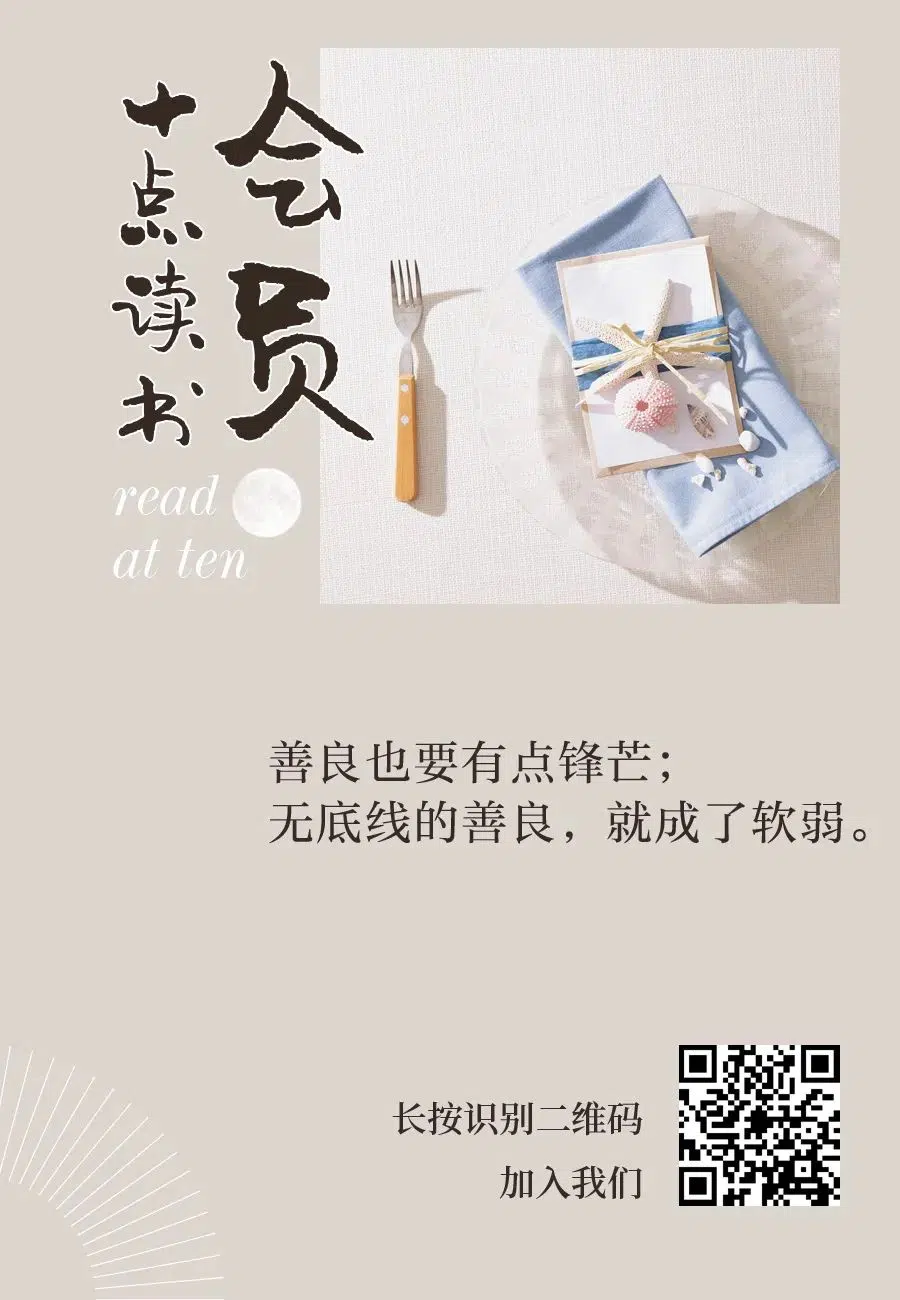 十点读书
会员
read
at ten
善良也要有点锋芒；
无底线的善良，就成了软弱。
长按识别二维码
加入我们